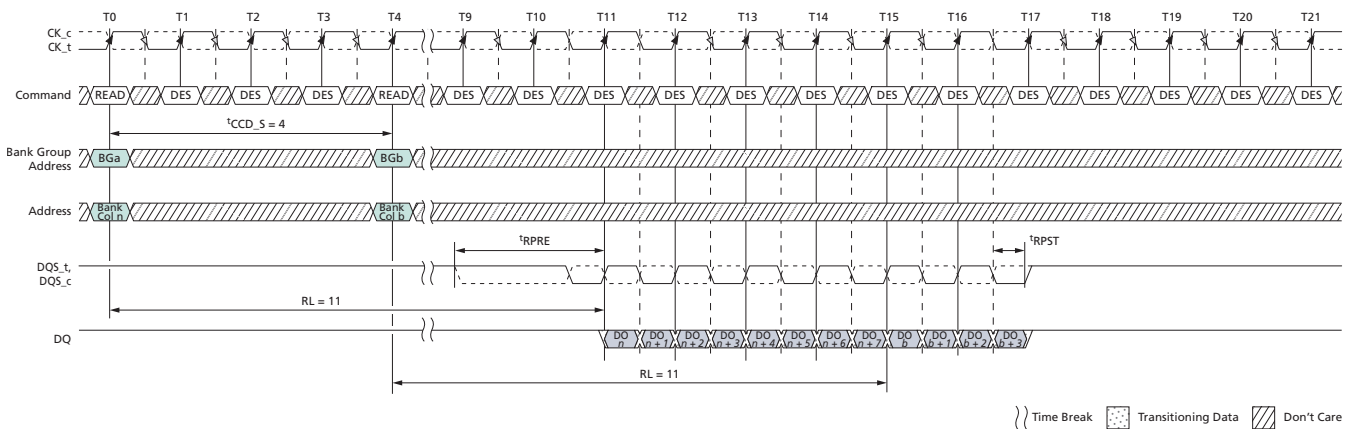 T0 T1 T2 T3 T4 T9 T10 T11 T12 T13 T14 T15 T16 T17 T18 T19 T20 T21
CK_c
CK_t
Command READ DES DES DES READ DES DES DES DES DES DES DES DES DES DES DES DES DES
tCCD_S = 4
Bank Group
Address
BGa BGb
Address
Bank
Col n
Bank
Col b
tRPRE tRPST
DQS_t,
DQS_c
RL = 11
DQ
DO
n
DO
n + 1
DO
n + 2
DO
n + 3
DO
n + 4
DO
n + 5
DO
n + 6
DO
n + 7
DO
b
DO
b + 1
DO
b + 2
DO
b + 3
RL = 11
Time Break Transitioning Data Don't Care